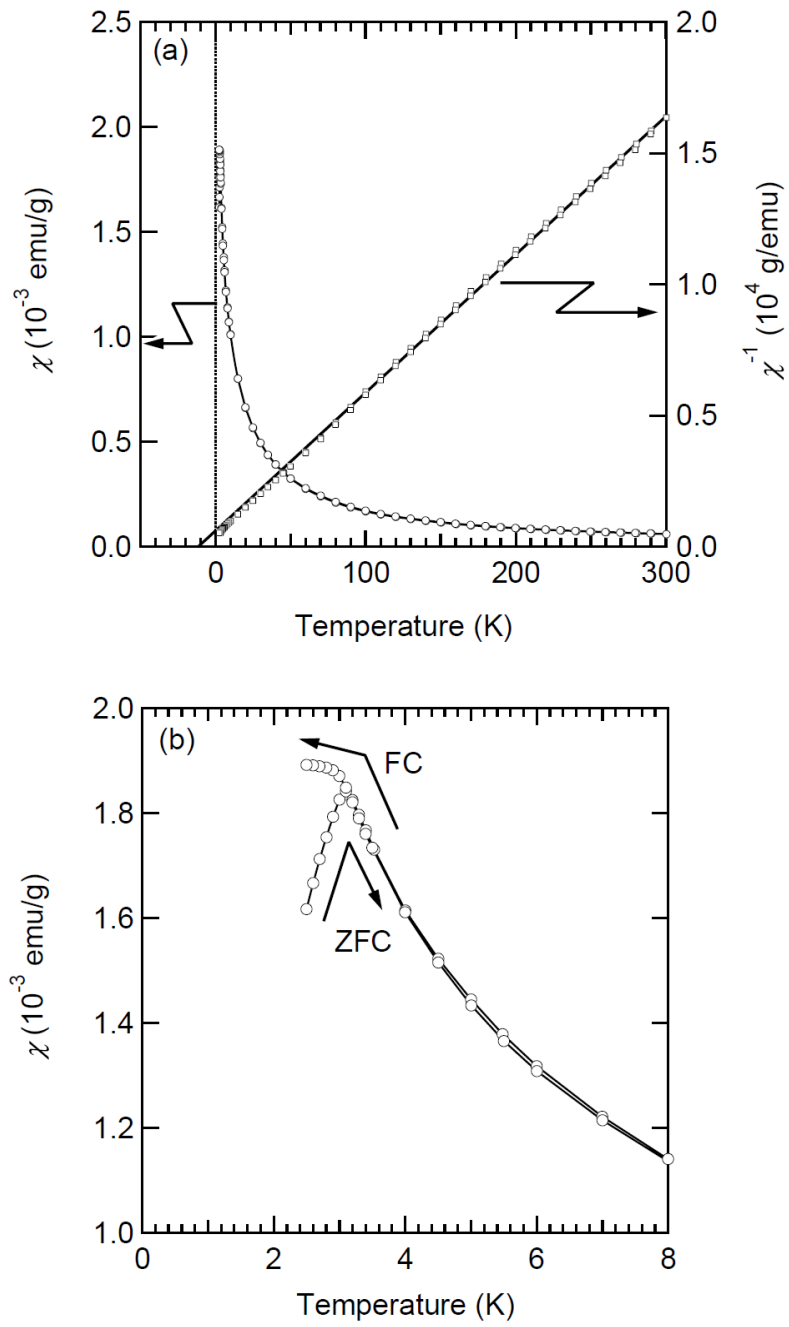 (a)
2.5
2.0
1.5
1.0
0.5
0.0
χ (10⁻³ emu/g)
2.0
1.5
1.0
0.5
0.0
χ⁻¹ (10⁴ g/emu)
0 100 200 300
Temperature (K)
(b)
2.0
1.8
1.6
1.4
1.2
1.0
χ (10⁻³ emu/g)
FC
ZFC
0 2 4 6 8
Temperature (K)